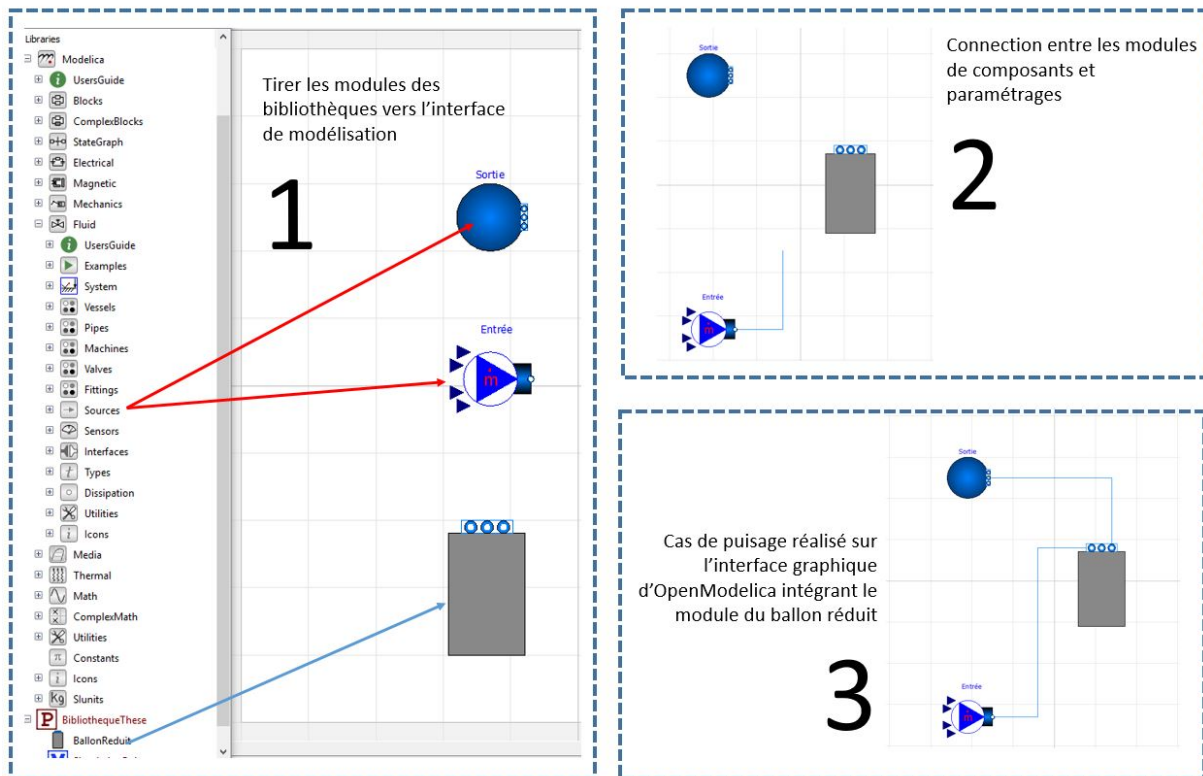 Libraries
Modelica
UsersGuide
Blocks
ComplexBlocks
StateGraph
Electrical
Magnetic
Mechanics
Fluid
UsersGuide
Examples
System
Vessels
Pipes
Machines
Valves
Fittings
Sources
Sensors
Interfaces
Types
Dissipation
Utilities
Icons
Media
Thermal
Math
ComplexMath
Utilities
Constants
Icons
SIunits
P BibliothequeThese
BallonReduit
Tirer les modules des
bibliothèques vers l’interface
de modélisation
1
Sortie
Entrée
m
Connection entre les modules
de composants et
paramétrages
2
Sortie
Entrée
m
Cas de puisage réalisé sur
l’interface graphique
d’OpenModelica intégrant le
module du ballon réduit
3
Sortie
Entrée
m